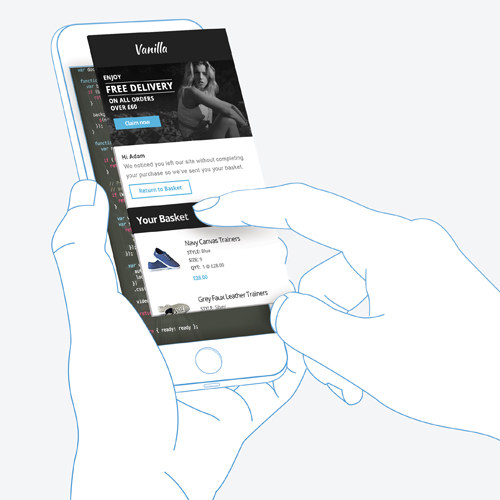 Vanilla
ENJOY
FREE DELIVERY
ON ALL ORDERS
OVER £60
Claim now
Hi Adam
We noticed you left our site without completing
your purchase so we've sent you your basket.
Return to Basket
Your Basket
Navy Canvas Trainers
STYLE: Blue
SIZE: 9
QTY: 1 @ £28.00
£28.00
Grey Faux Leather Trainers
STYLE: Silver
{ ready: ready });